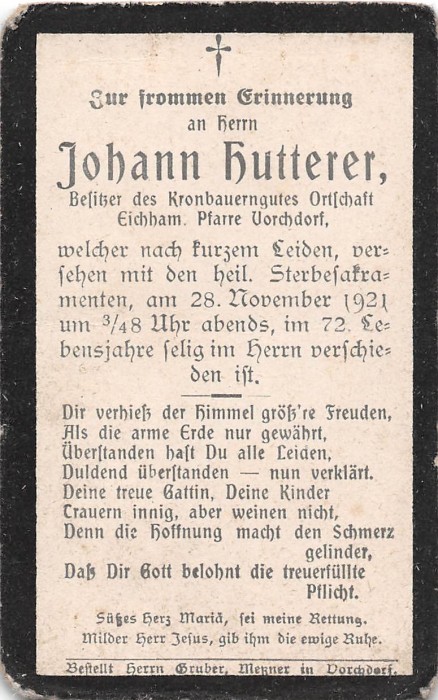 Zur frommen Erinnerung
an Herrn
Johann Hutterer,
Besitzer des Kronbauerngutes Ortschaft
Eichham, Pfarre Vorchdorf,
welcher nach kurzem Leiden, ver-
sehen mit den heil. Sterbesakra-
menten, am 28. November 1921
um 3/48 Uhr abends, im 72. Le-
bensjahre selig im Herrn verschie-
den ist.
Dir verhieß der Himmel größ're Freuden,
Als die arme Erde nur gewährt,
Überstanden hast Du alle Leiden,
Duldend überstanden — nun verklärt.
Deine treue Gattin, Deine Kinder
Trauern innig, aber weinen nicht,
Denn die Hoffnung macht den Schmerz
gelinder,
Daß Dir Gott belohnt die treuerfüllte
Pflicht.
Süßes Herz Mariä, sei meine Rettung.
Milder Herr Jesus, gib ihm die ewige Ruhe.
Bestellt Herrn Gruber, Mezner in Vorchdorf.